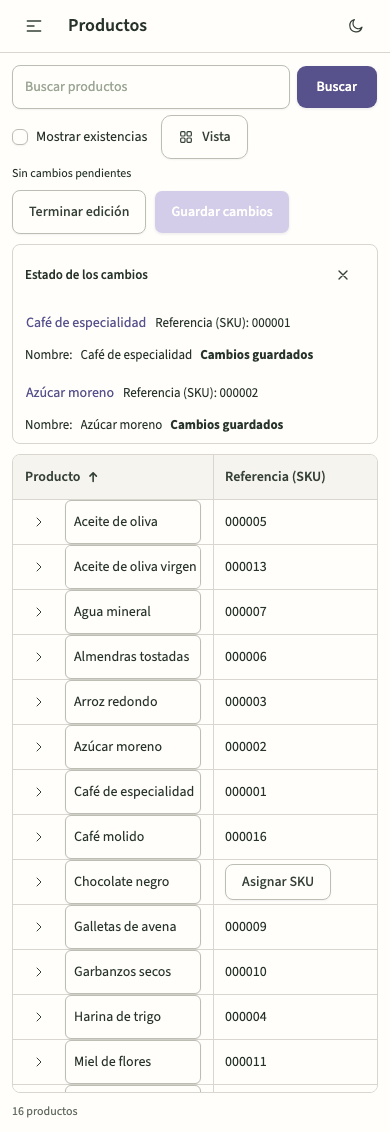 Productos
Buscar productos
Buscar
Mostrar existencias
Vista
Sin cambios pendientes
Terminar edición
Guardar cambios
Estado de los cambios
Café de especialidad Referencia (SKU): 000001
Nombre: Café de especialidad Cambios guardados
Azúcar moreno Referencia (SKU): 000002
Nombre: Azúcar moreno Cambios guardados
Producto ↑ Referencia (SKU)
Aceite de oliva 000005
Aceite de oliva virgen 000013
Agua mineral 000007
Almendras tostadas 000006
Arroz redondo 000003
Azúcar moreno 000002
Café de especialidad 000001
Café molido 000016
Chocolate negro Asignar SKU
Galletas de avena 000009
Garbanzos secos 000010
Harina de trigo 000004
Miel de flores 000011
16 productos